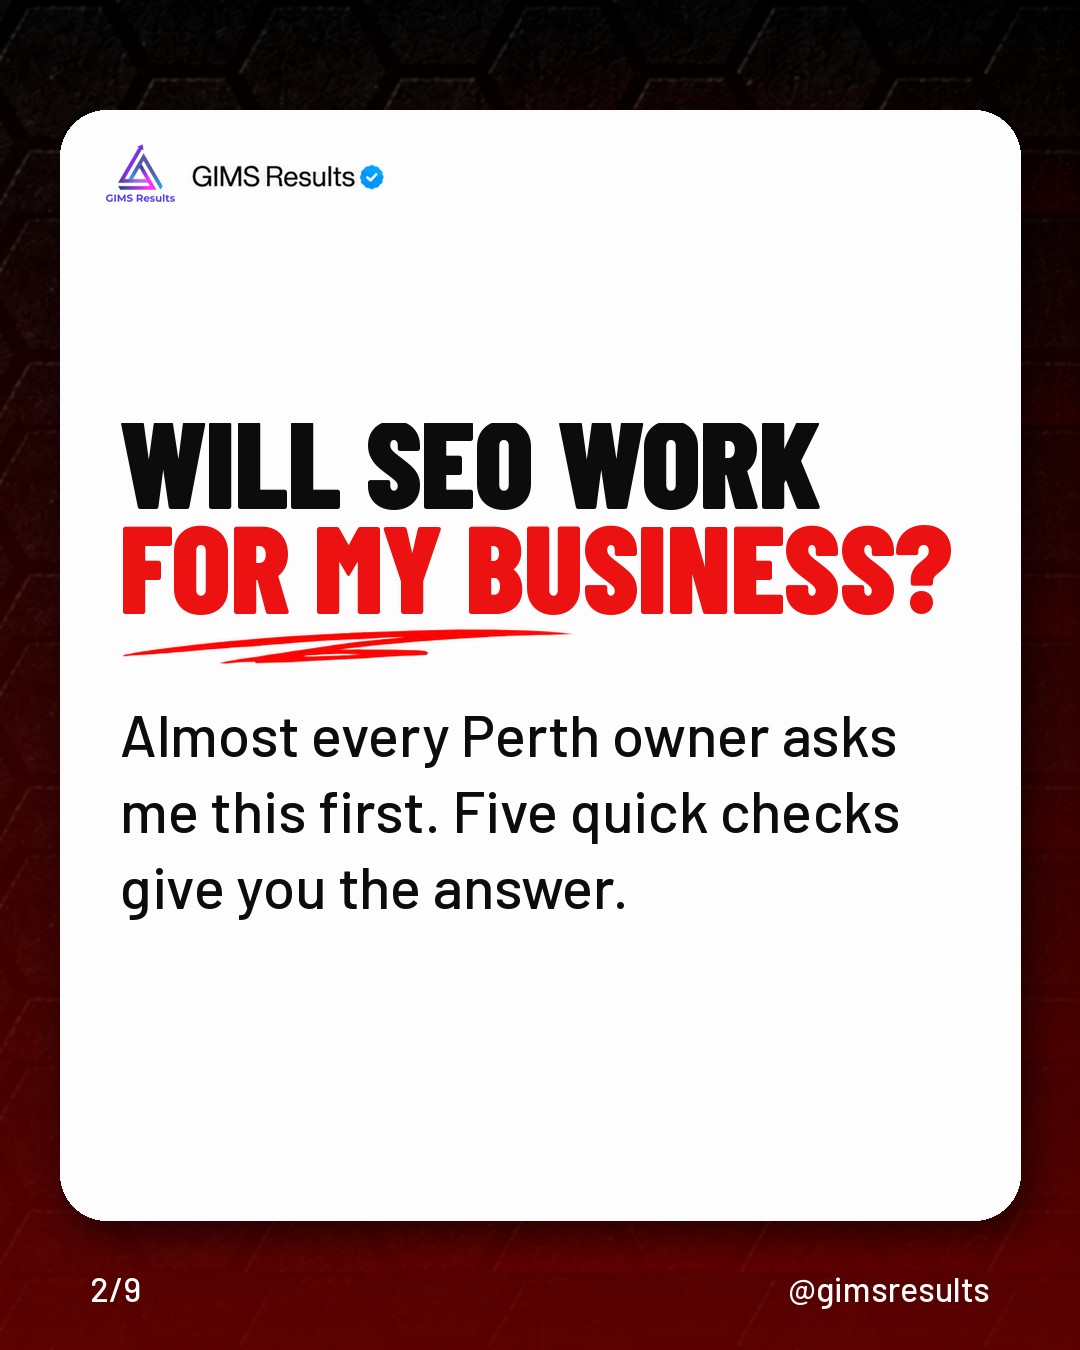 GIMS Results
GIMS Results
WILL SEO WORK
FOR MY BUSINESS?
Almost every Perth owner asks
me this first. Five quick checks
give you the answer.
2/9
@gimsresults